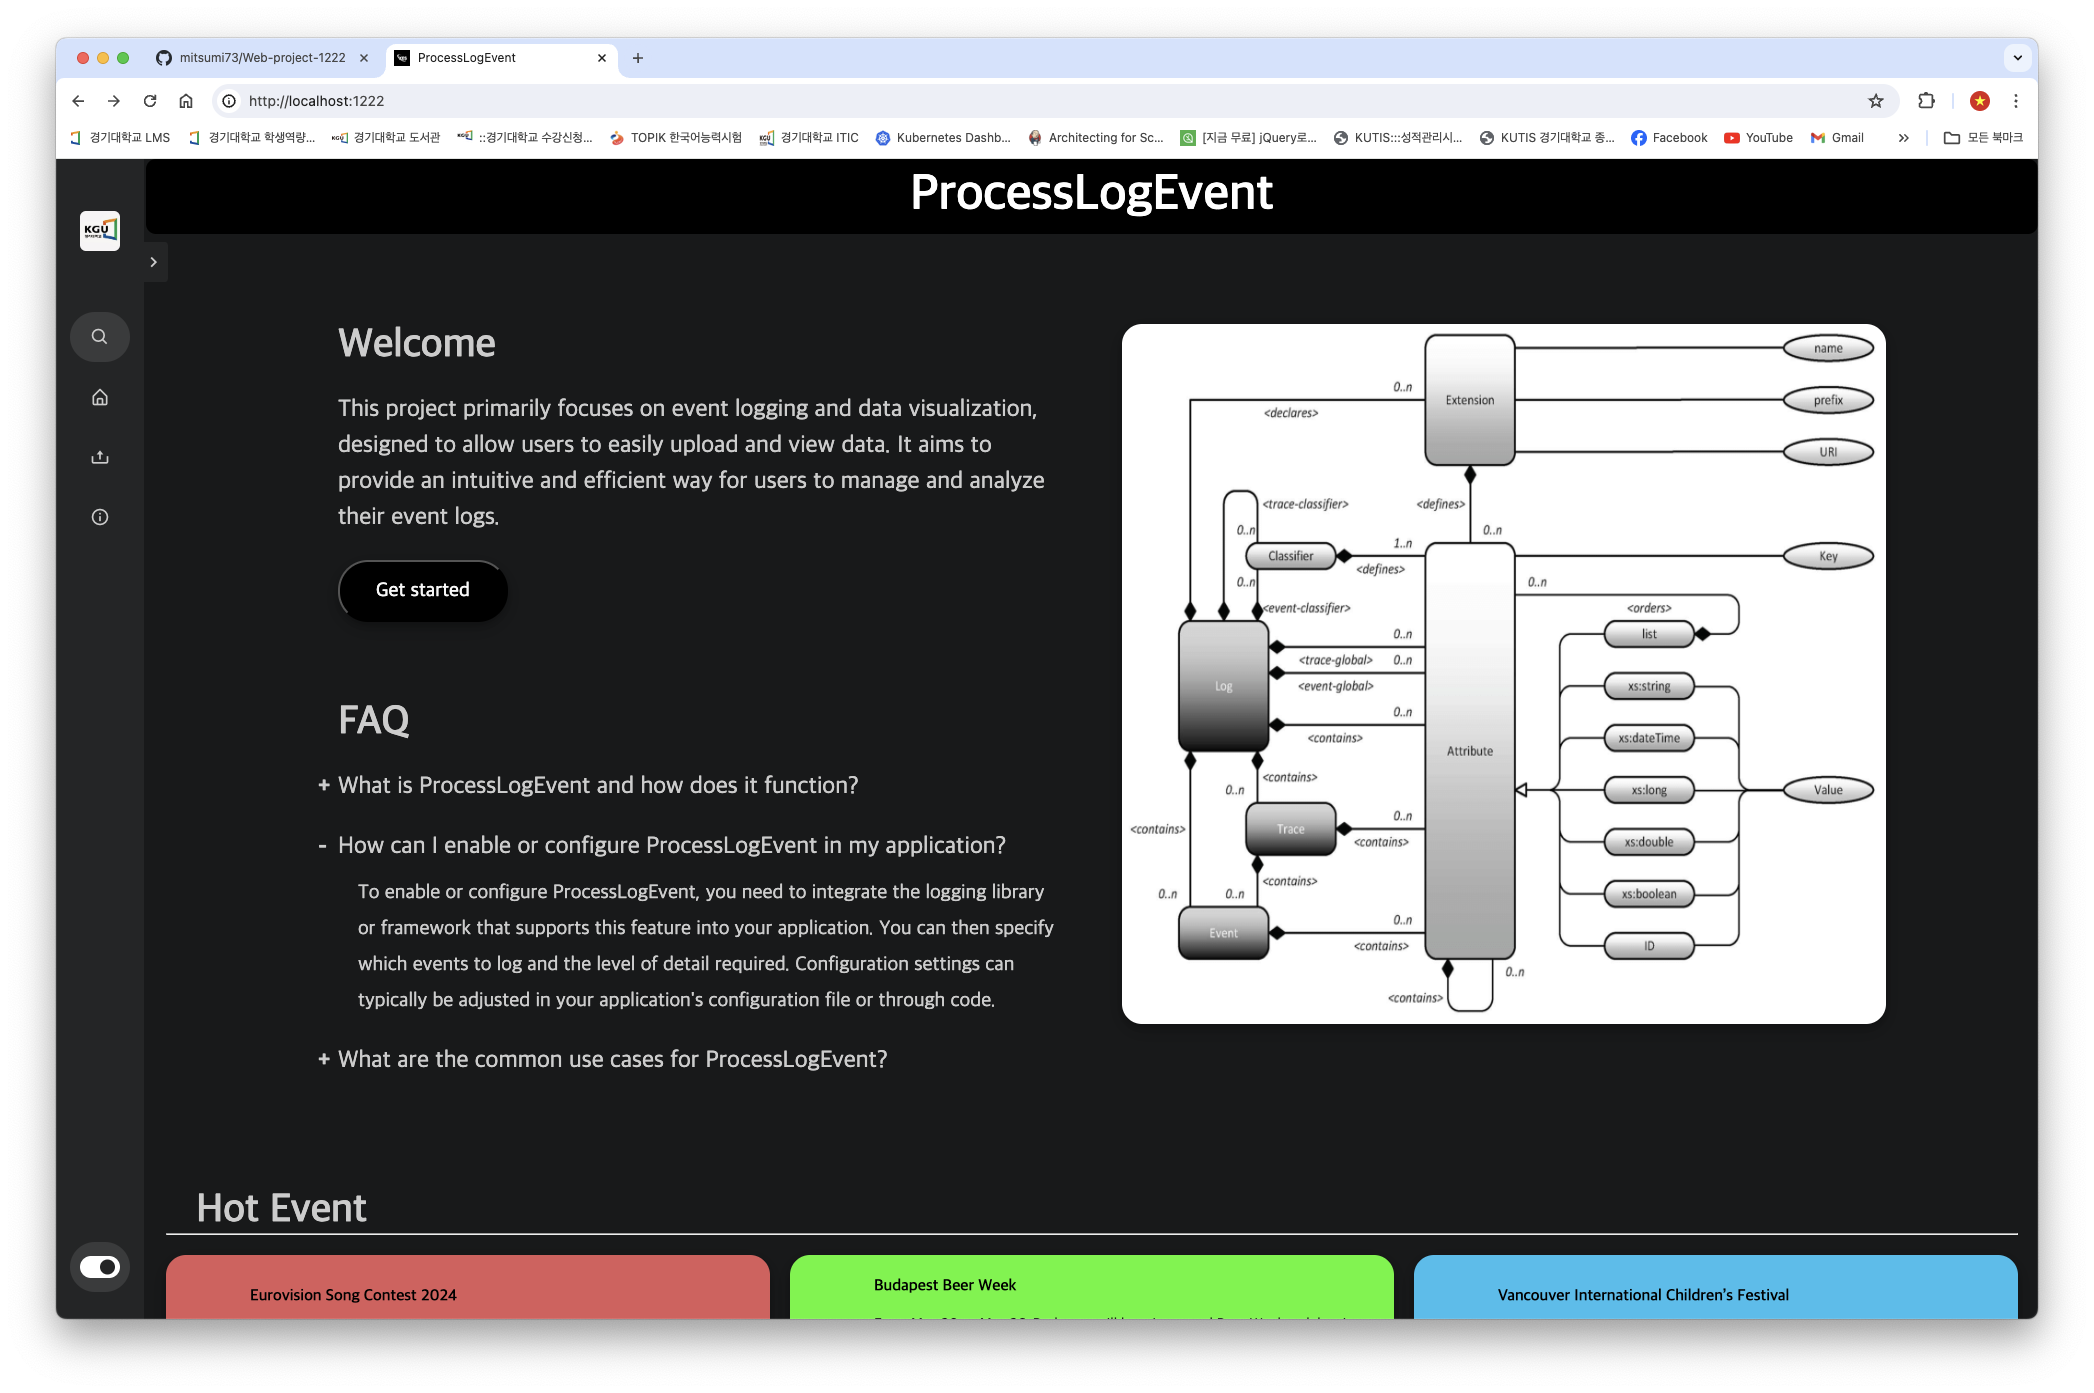 mitsumi73/Web-project-1222
ProcessLogEvent
http://localhost:1222
경기대학교 LMS
경기대학교 학생역량...
경기대학교 도서관
::경기대학교 수강신청...
TOPIK 한국어능력시험
경기대학교 ITIC
Kubernetes Dashb...
Architecting for Sc...
[지금 무료] jQuery로...
KUTIS:::성적관리시...
KUTIS 경기대학교 종...
Facebook
YouTube
Gmail
모든 북마크
KGU
ProcessLogEvent
Welcome
This project primarily focuses on event logging and data visualization,
designed to allow users to easily upload and view data. It aims to
provide an intuitive and efficient way for users to manage and analyze
their event logs.
Get started
FAQ
+ What is ProcessLogEvent and how does it function?
- How can I enable or configure ProcessLogEvent in my application?
To enable or configure ProcessLogEvent, you need to integrate the logging library
or framework that supports this feature into your application. You can then specify
which events to log and the level of detail required. Configuration settings can
typically be adjusted in your application's configuration file or through code.
+ What are the common use cases for ProcessLogEvent?
name
0..n
Extension
prefix
<declares>
URI
<trace-classifier>
<defines>
0..n
0..n
1..n
Classifier
Key
<defines>
0..n
0..n
<event-classifier>
<orders>
list
0..n
<trace-global>
0..n
Log
<event-global>
xs:string
0..n
<contains>
xs:dateTime
Attribute
<contains>
0..n
xs:long
Value
0..n
<contains>
Trace
<contains>
xs:double
<contains>
0..n
0..n
xs:boolean
0..n
Event
<contains>
ID
0..n
<contains>
Hot Event
Eurovision Song Contest 2024
Budapest Beer Week
Vancouver International Children's Festival